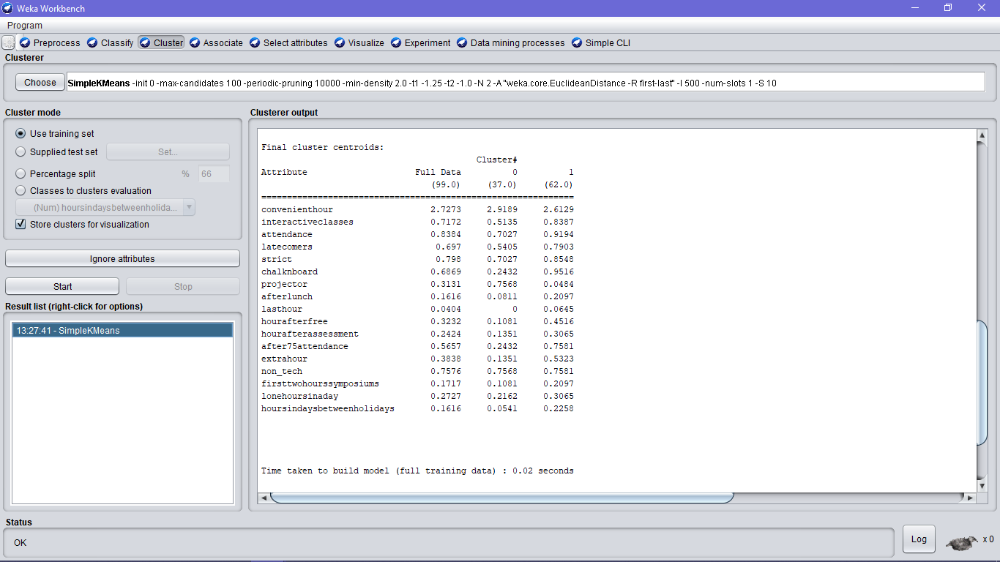 Weka Workbench
Program
Preprocess Classify Cluster Associate Select attributes Visualize Experiment Data mining processes Simple CLI
Clusterer
Choose SimpleKMeans -init 0 -max-candidates 100 -periodic-pruning 10000 -min-density 2.0 -t1 -1.25 -t2 -1.0 -N 2 -A "weka.core.EuclideanDistance -R first-last" -I 500 -num-slots 1 -S 10
Cluster mode
Use training set
Supplied test set Set...
Percentage split % 66
Classes to clusters evaluation
(Num) hoursindaysbetweenholida...
Store clusters for visualization
Ignore attributes
Start Stop
Result list (right-click for options)
13:27:41 - SimpleKMeans
Clusterer output
Final cluster centroids:
Cluster#
Attribute Full Data 0 1
(99.0) (37.0) (62.0)
=============================================================
convenienthour 2.7273 2.9189 2.6129
interactiveclasses 0.7172 0.5135 0.8387
attendance 0.8384 0.7027 0.9194
latecomers 0.697 0.5405 0.7903
strict 0.798 0.7027 0.8548
chalknboard 0.6869 0.2432 0.9516
projector 0.3131 0.7568 0.0484
afterlunch 0.1616 0.0811 0.2097
lasthour 0.0404 0 0.0645
hourafterfree 0.3232 0.1081 0.4516
hourafterassessment 0.2424 0.1351 0.3065
after75attendance 0.5657 0.2432 0.7581
extrahour 0.3838 0.1351 0.5323
non_tech 0.7576 0.7568 0.7581
firsttwohourssymposiums 0.1717 0.1081 0.2097
lonehoursinaday 0.2727 0.2162 0.3065
hoursindaysbetweenholidays 0.1616 0.0541 0.2258
Time taken to build model (full training data) : 0.02 seconds
Status
OK
Log
x 0